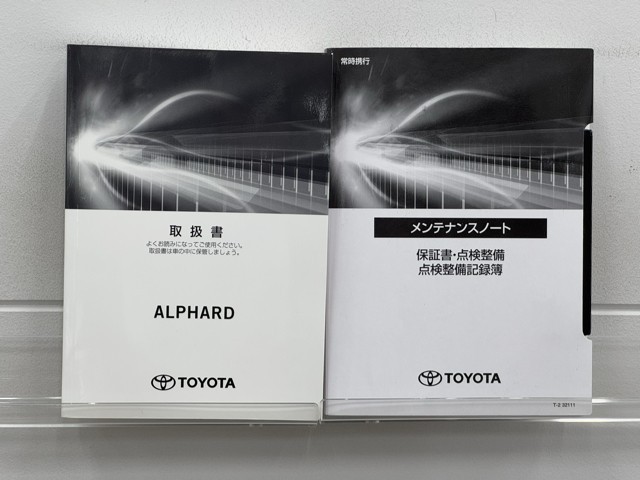 取扱書
よくお読みになってご使用ください。
取扱書は車の中に保管しましょう。
ALPHARD
TOYOTA
常時携行
メンテナンスノート
保証書・点検整備
点検整備記録簿
TOYOTA
T-2 50111